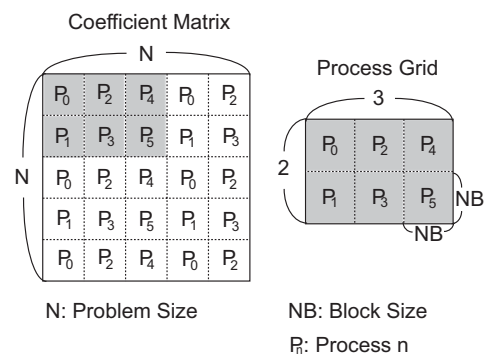 Coefficient Matrix
N
N
P0 P2 P4 P0 P2
P1 P3 P5 P1 P3
P0 P2 P4 P0 P2
P1 P3 P5 P1 P3
P0 P2 P4 P0 P2
N: Problem Size
Process Grid
3
2
P0 P2 P4
P1 P3 P5
NB
NB
NB: Block Size
Pn: Process n